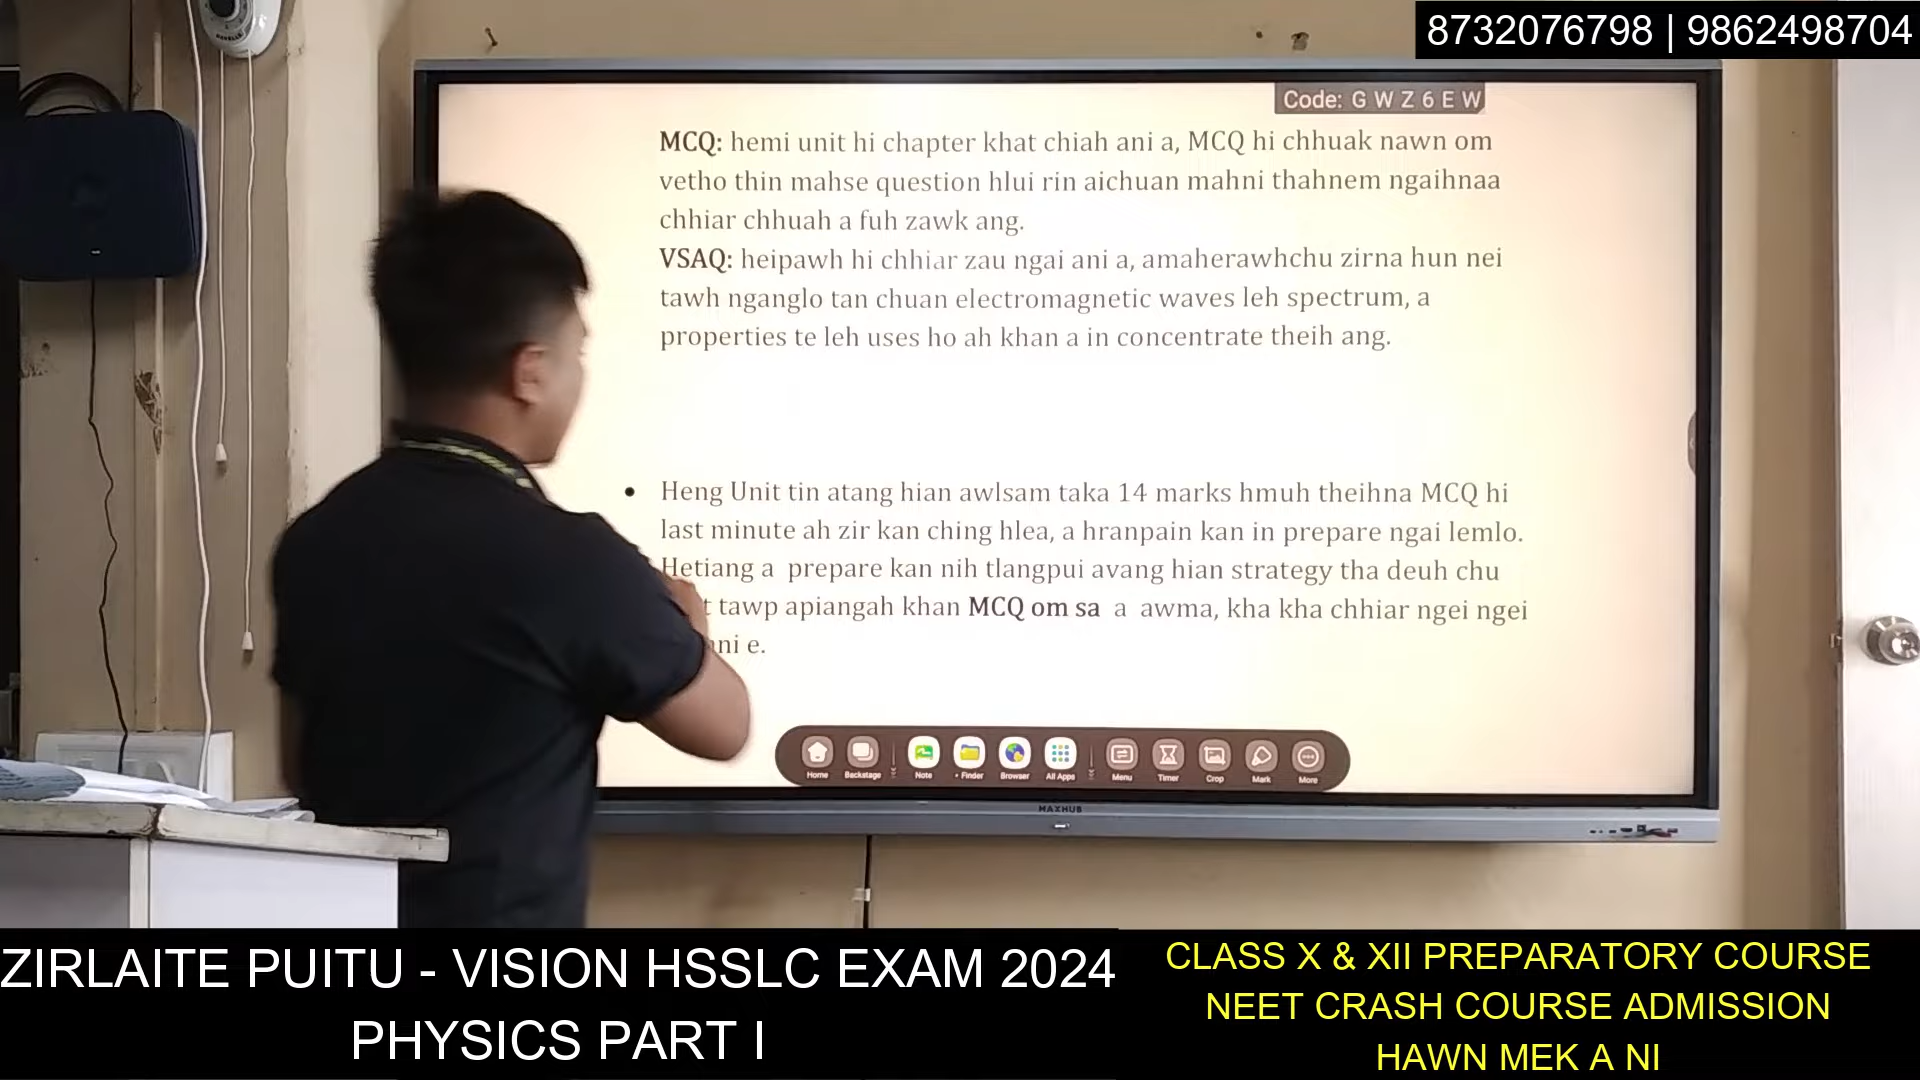 8732076798 | 9862498704
Code: G W Z 6 E W
MCQ: hemi unit hi chapter khat chiah ani a, MCQ hi chhuak nawn om
vetho thin mahse question hlui rin aichuan mahni thahnem ngaihnaa
chhiar chhuah a fuh zawk ang.
VSAQ: heipawh hi chhiar zau ngai ani a, amaherawhchu zirna hun nei
tawh nganglo tan chuan electromagnetic waves leh spectrum, a
properties te leh uses ho ah khan a in concentrate theih ang.
• Heng Unit tin atang hian awlsam taka 14 marks hmuh theihna MCQ hi
last minute ah zir kan ching hlea, a hranpain kan in prepare ngai lemlo.
Hetiang a prepare kan nih tlangpui avang hian strategy tha deuh chu
tawp apiangah khan MCQ om sa a awma, kha kha chhiar ngei ngei
e.
Home Backstage Note Finder Browser All Apps Menu Timer Crop Mark More
MAXHUB
ZIRLAITE PUITU - VISION HSSLC EXAM 2024
PHYSICS PART I
CLASS X & XII PREPARATORY COURSE
NEET CRASH COURSE ADMISSION
HAWN MEK A NI